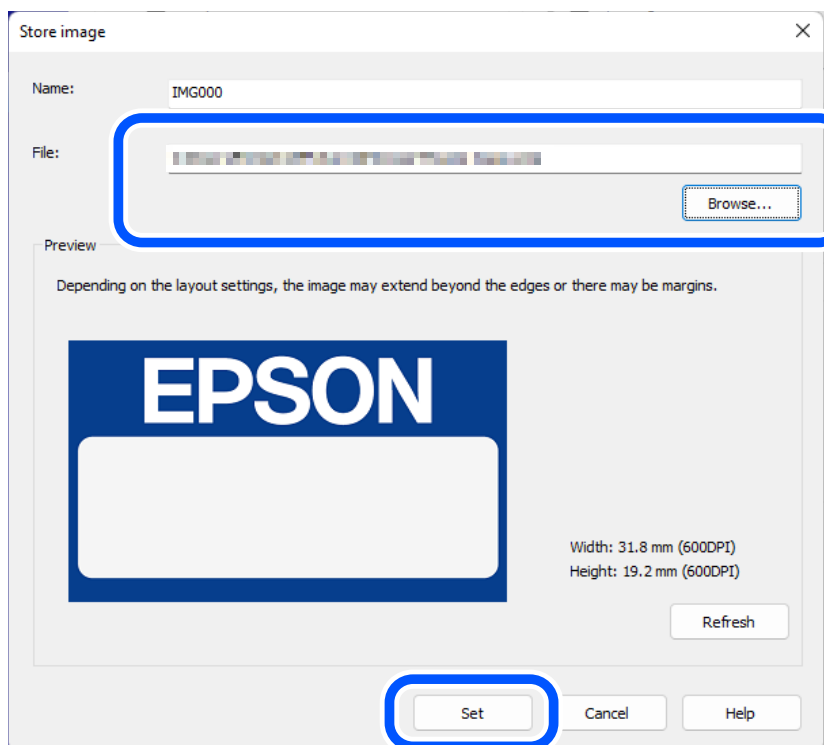 Store image
Name:
IMG000
File:
Browse...
Preview
Depending on the layout settings, the image may extend beyond the edges or there may be margins.
EPSON
Width: 31.8 mm (600DPI)
Height: 19.2 mm (600DPI)
Refresh
Set
Cancel
Help